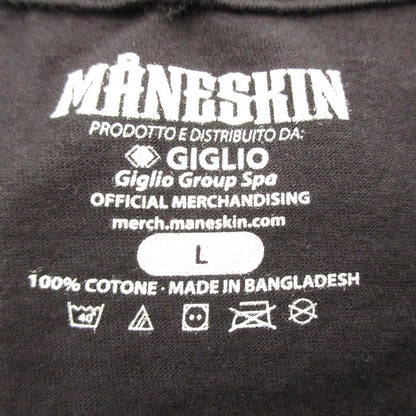 MÅNESKIN
PRODOTTO E DISTRIBUITO DA:
GIGLIO
Giglio Group Spa
OFFICIAL MERCHANDISING
merch.maneskin.com
L
100% COTONE · MADE IN BANGLADESH
40°